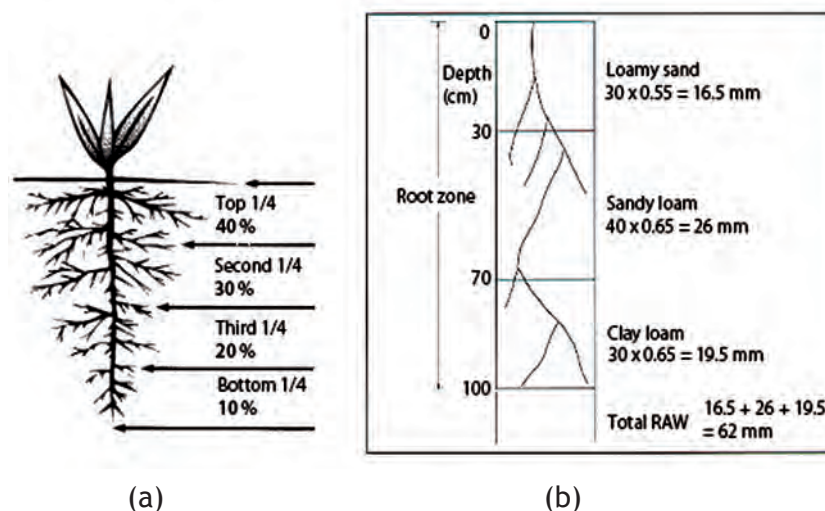 Top 1/4
40 %
Second 1/4
30 %
Third 1/4
20 %
Bottom 1/4
10 %
(a)
0
Depth
(cm)
30
Root zone
70
100
Loamy sand
30 x 0.55 = 16.5 mm
Sandy loam
40 x 0.65 = 26 mm
Clay loam
30 x 0.65 = 19.5 mm
Total RAW 16.5 + 26 + 19.5
= 62 mm
(b)